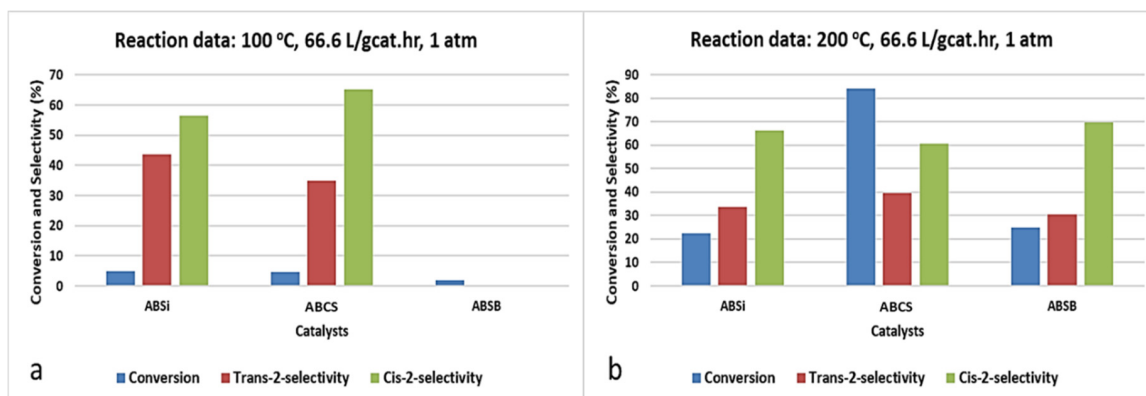 Reaction data: 100 °C, 66.6 L/gcat.hr, 1 atm
Conversion and Selectivity (%)
70
60
50
40
30
20
10
0
ABSi ABCS ABSB
Catalysts
Conversion Trans-2-selectivity Cis-2-selectivity
a
Reaction data: 200 °C, 66.6 L/gcat.hr, 1 atm
Conversion and Selectivity (%)
90
80
70
60
50
40
30
20
10
0
ABSi ABCS ABSB
Catalysts
Conversion Trans-2-selectivity Cis-2-selectivity
b